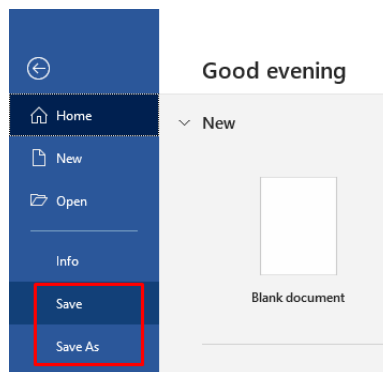 Good evening
Home
New
New
Open
Blank document
Info
Save
Save As